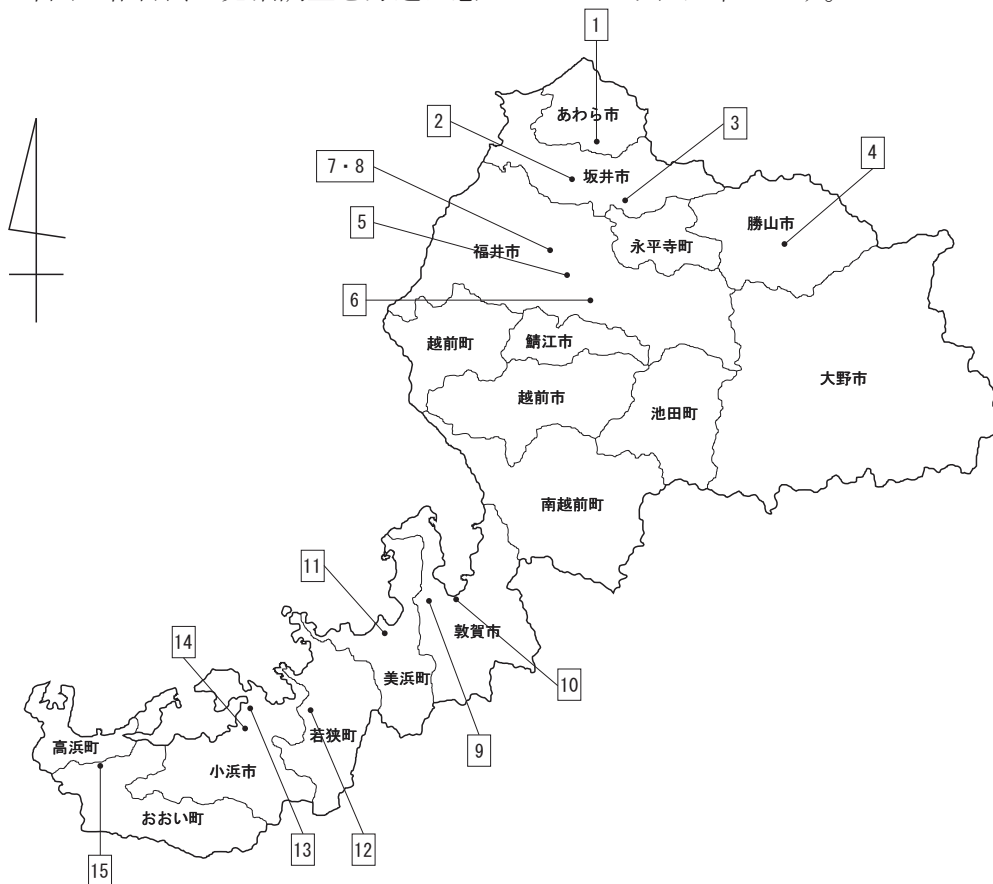 1
あわら市
2
3
坂井市
4
7・8
勝山市
5
福井市
永平寺町
6
越前町
鯖江市
大野市
越前市
池田町
南越前町
11
敦賀市
14
美浜町
10
若狭町
高浜町
9
小浜市
おおい町
13
12
15